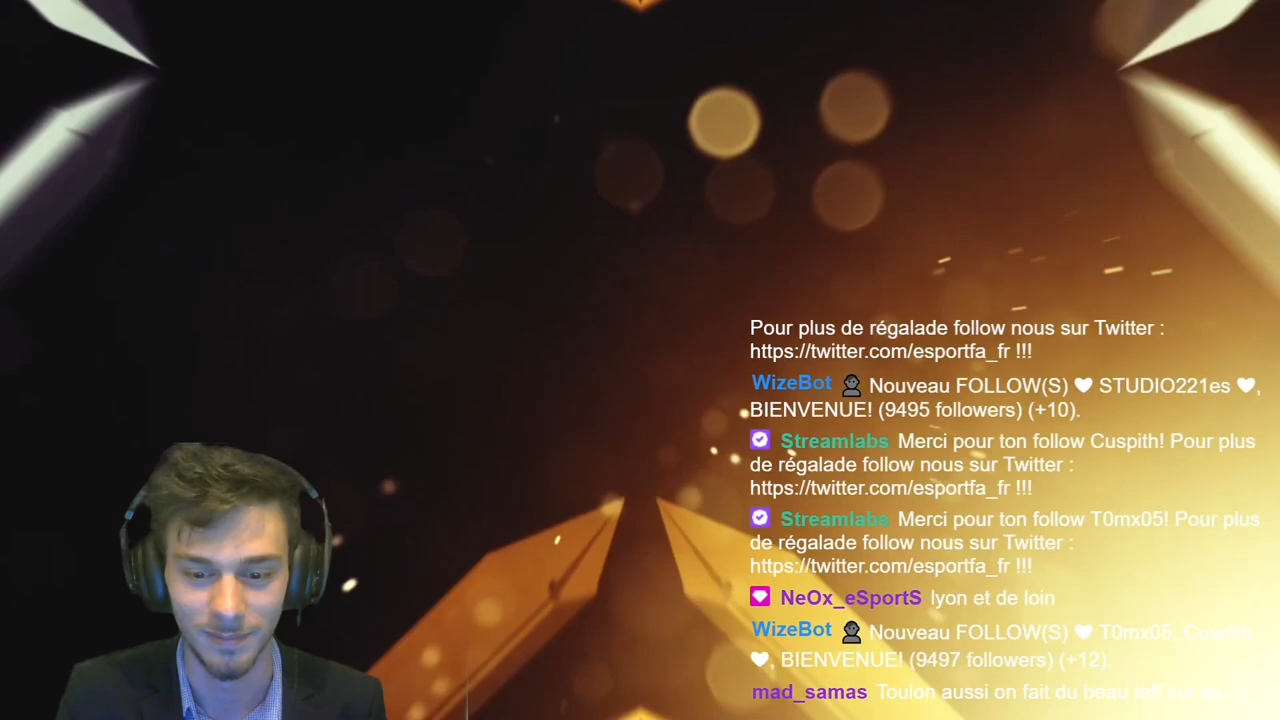 Pour plus de régalade follow nous sur Twitter :
https://twitter.com/esportfa_fr !!!
WizeBot Nouveau FOLLOW(S) ♥ STUDIO221es ♥,
BIENVENUE! (9495 followers) (+10).
Streamlabs Merci pour ton follow Cuspith! Pour plus
de régalade follow nous sur Twitter :
https://twitter.com/esportfa_fr !!!
Streamlabs Merci pour ton follow T0mx05! Pour plus
de régalade follow nous sur Twitter :
https://twitter.com/esportfa_fr !!!
NeOx_eSportS lyon et de loin
WizeBot Nouveau FOLLOW(S) ♥ T0mx05, Cuspith
♥, BIENVENUE! (9497 followers) (+12).
mad_samas Toulon aussi on fait du beau taff sur